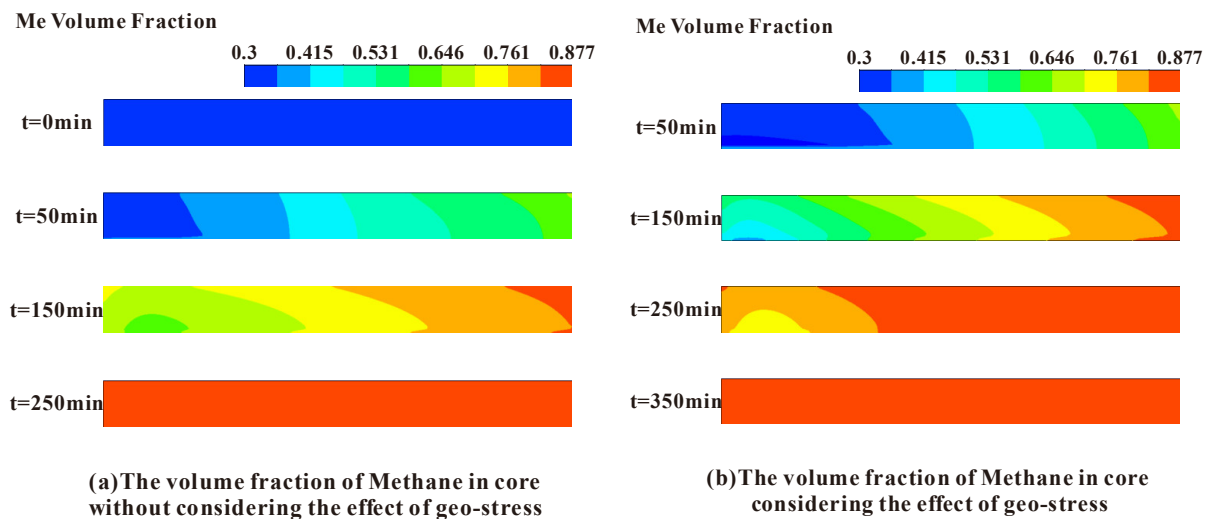 Me Volume Fraction
0.3 0.415 0.531 0.646 0.761 0.877
t=0min
t=50min
t=150min
t=250min
(a)The volume fraction of Methane in core
without considering the effect of geo-stress
Me Volume Fraction
0.3 0.415 0.531 0.646 0.761 0.877
t=50min
t=150min
t=250min
t=350min
(b)The volume fraction of Methane in core
considering the effect of geo-stress